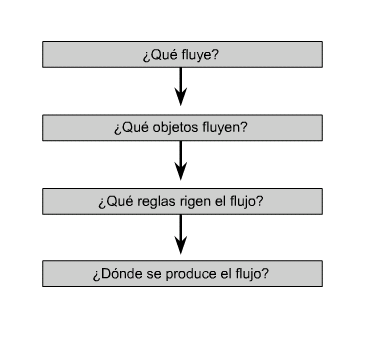 ¿Qué fluye?
¿Qué objetos fluyen?
¿Qué reglas rigen el flujo?
¿Dónde se produce el flujo?